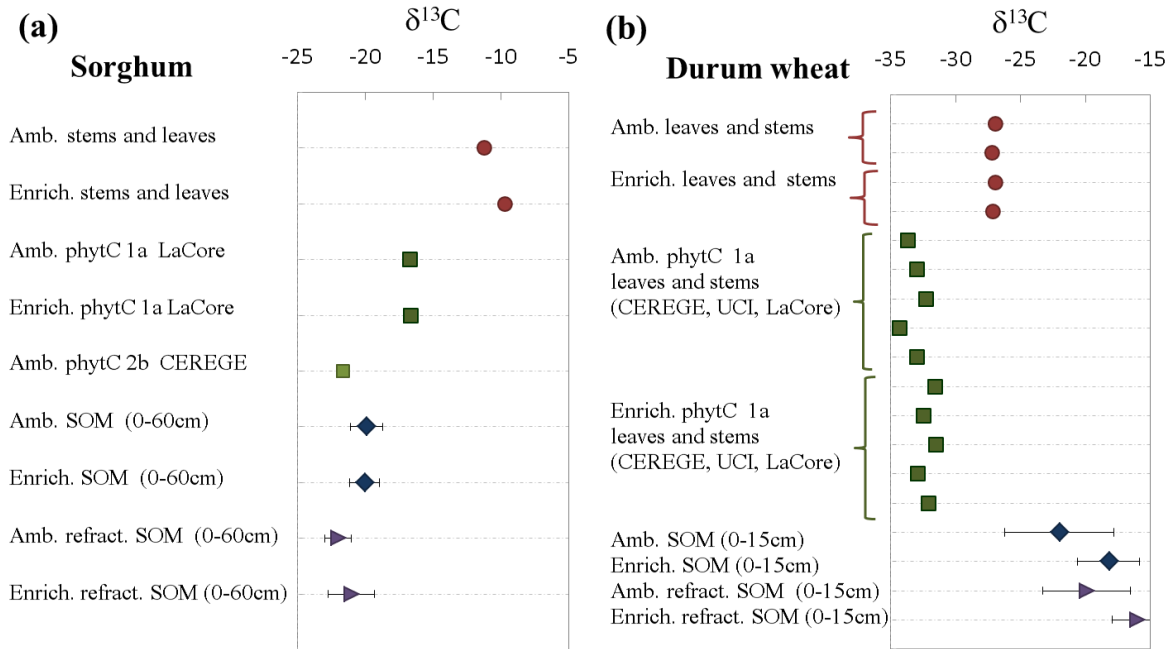 (a)
δ13C
-25 -20 -15 -10 -5
Sorghum
Amb. stems and leaves
Enrich. stems and leaves
Amb. phytC 1a LaCore
Enrich. phytC 1a LaCore
Amb. phytC 2b CEREGE
Amb. SOM (0-60cm)
Enrich. SOM (0-60cm)
Amb. refract. SOM (0-60cm)
Enrich. refract. SOM (0-60cm)
(b)
δ13C
-35 -30 -25 -20 -15
Durum wheat
Amb. leaves and stems
Enrich. leaves and stems
Amb. phytC 1a
leaves and stems
(CEREGE, UCI, LaCore)
Enrich. phytC 1a
leaves and stems
(CEREGE, UCI, LaCore)
Amb. SOM (0-15cm)
Enrich. SOM (0-15cm)
Amb. refract. SOM (0-15cm)
Enrich. refract. SOM (0-15cm)